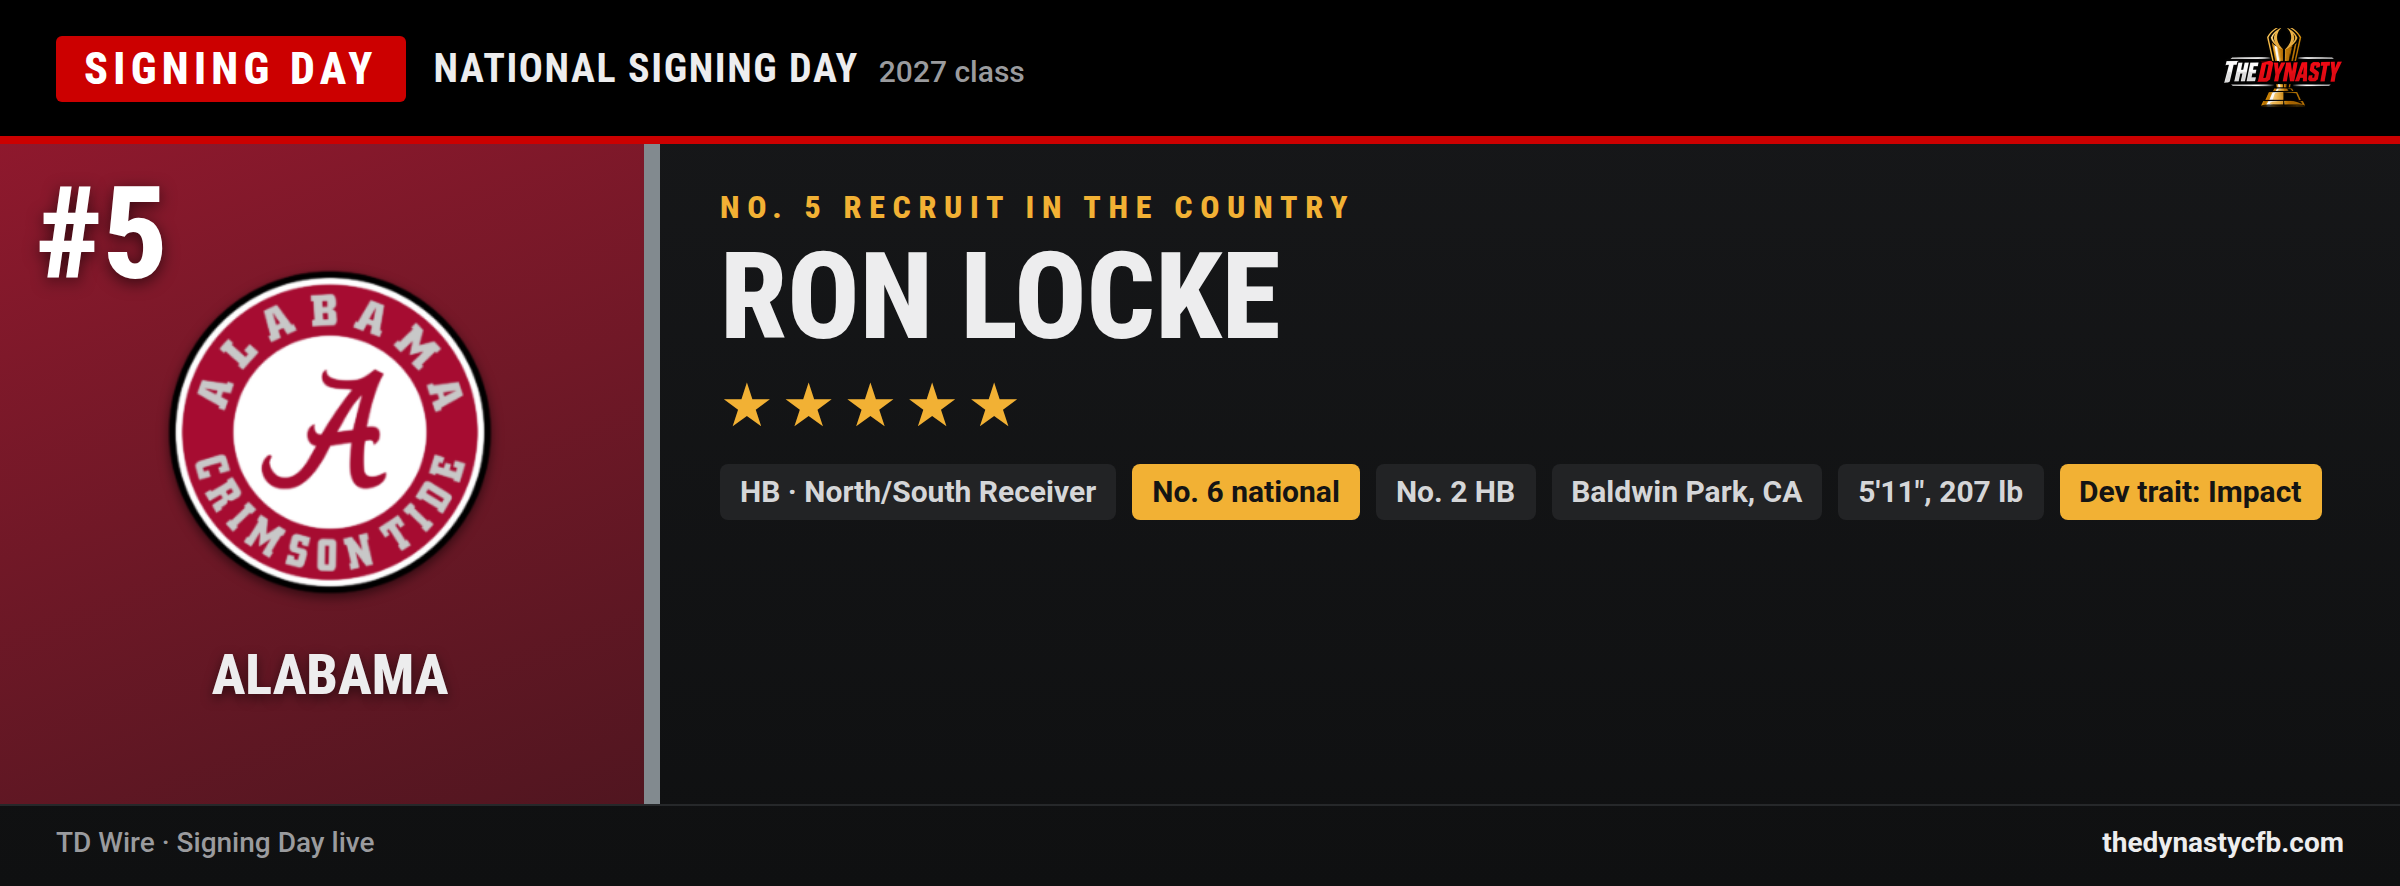 SIGNING DAY NATIONAL SIGNING DAY 2027 class
THE DYNASTY
#5
ALABAMA
A
CRIMSON TIDE
ALABAMA
NO. 5 RECRUIT IN THE COUNTRY
RON LOCKE
★★★★★
HB · North/South Receiver No. 6 national No. 2 HB Baldwin Park, CA 5'11", 207 lb Dev trait: Impact
TD Wire · Signing Day live
thedynastycfb.com